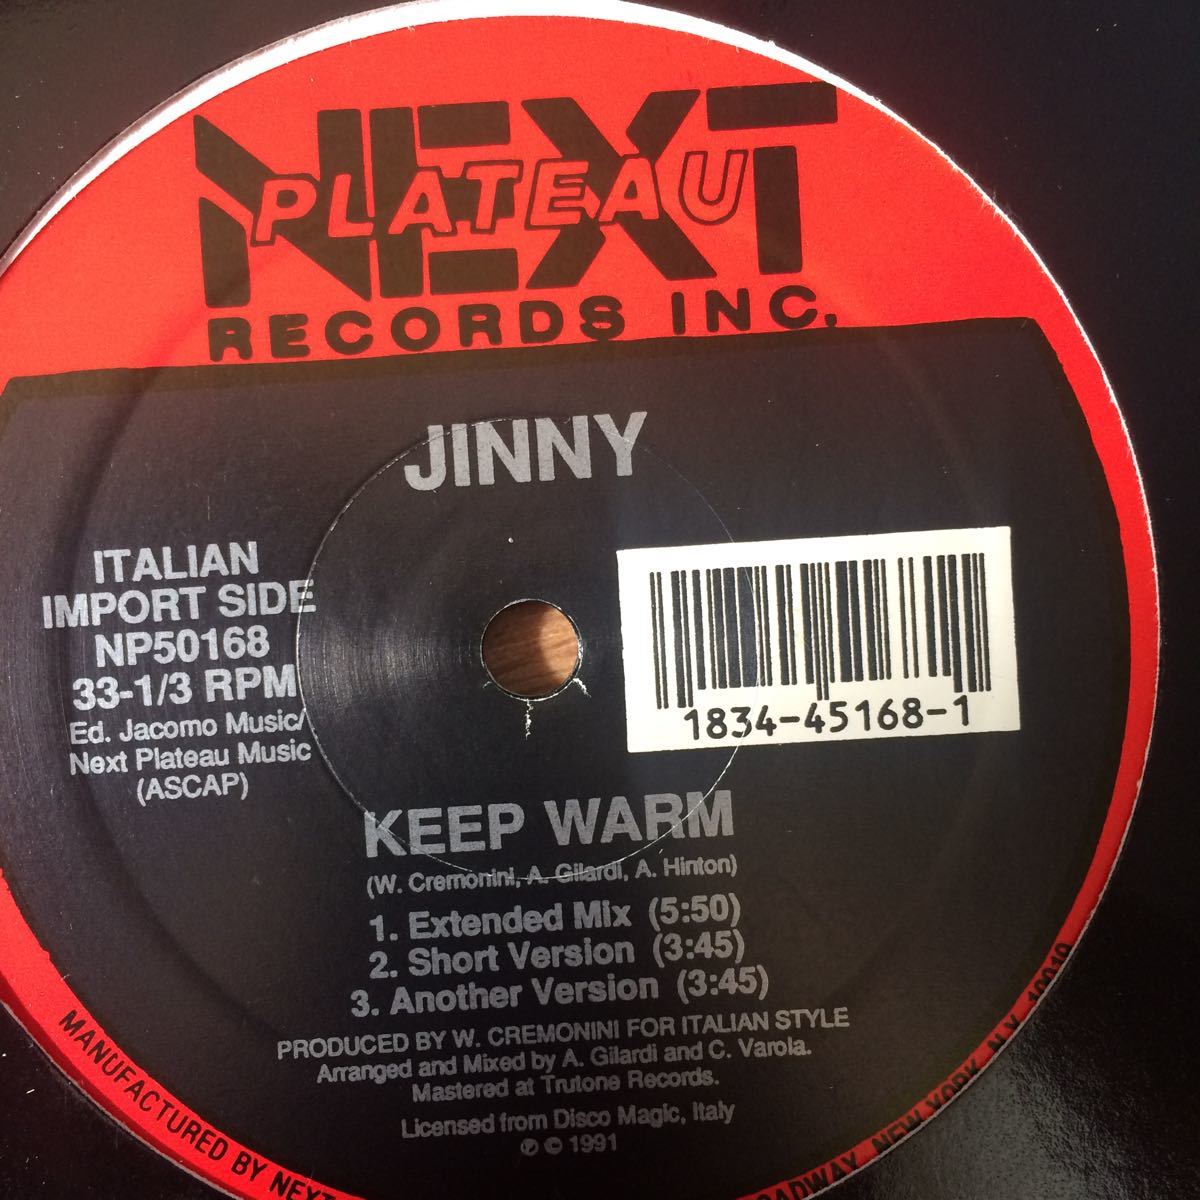 NEXT
PLATEAU
RECORDS INC.
JINNY
ITALIAN
IMPORT SIDE
NP50168
33-1/3 RPM
Ed. Jacomo Music/
Next Plateau Music
(ASCAP)
1834-45168-1
KEEP WARM
(W. Cremonini, A. Gilardi, A. Hinton)
1. Extended Mix (5:50)
2. Short Version (3:45)
3. Another Version (3:45)
PRODUCED BY W. CREMONINI FOR ITALIAN STYLE
Arranged and Mixed by A. Gilardi and C. Varola.
Mastered at Trutone Records.
Licensed from Disco Magic, Italy
℗ © 1991
MANUFACTURED BY NEXT
NEW YORK, N.Y. 10019